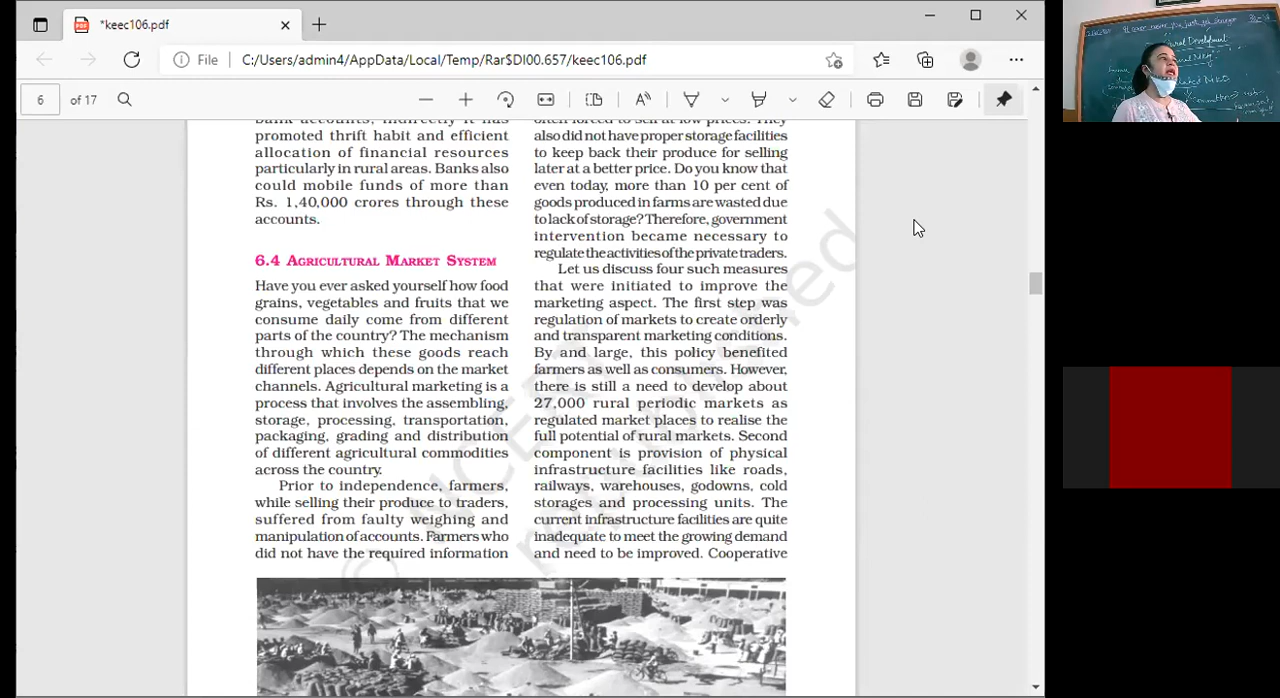 *keec106.pdf
File C:/Users/admin4/AppData/Local/Temp/Rar$DI00.657/keec106.pdf
6 of 17
promoted thrift habit and efficient
allocation of financial resources
particularly in rural areas. Banks also
could mobile funds of more than
Rs. 1,40,000 crores through these
accounts.
6.4 AGRICULTURAL MARKET SYSTEM
Have you ever asked yourself how food
grains, vegetables and fruits that we
consume daily come from different
parts of the country? The mechanism
through which these goods reach
different places depends on the market
channels. Agricultural marketing is a
process that involves the assembling,
storage, processing, transportation,
packaging, grading and distribution
of different agricultural commodities
across the country.
Prior to independence, farmers,
while selling their produce to traders,
suffered from faulty weighing and
manipulation of accounts. Farmers who
did not have the required information
often forced to sell at low prices. They
also did not have proper storage facilities
to keep back their produce for selling
later at a better price. Do you know that
even today, more than 10 per cent of
goods produced in farms are wasted due
to lack of storage? Therefore, government
intervention became necessary to
regulate the activities of the private traders.
Let us discuss four such measures
that were initiated to improve the
marketing aspect. The first step was
regulation of markets to create orderly
and transparent marketing conditions.
By and large, this policy benefited
farmers as well as consumers. However,
there is still a need to develop about
27,000 rural periodic markets as
regulated market places to realise the
full potential of rural markets. Second
component is provision of physical
infrastructure facilities like roads,
railways, warehouses, godowns, cold
storages and processing units. The
current infrastructure facilities are quite
inadequate to meet the growing demand
and need to be improved. Cooperative
© NCERT
republished